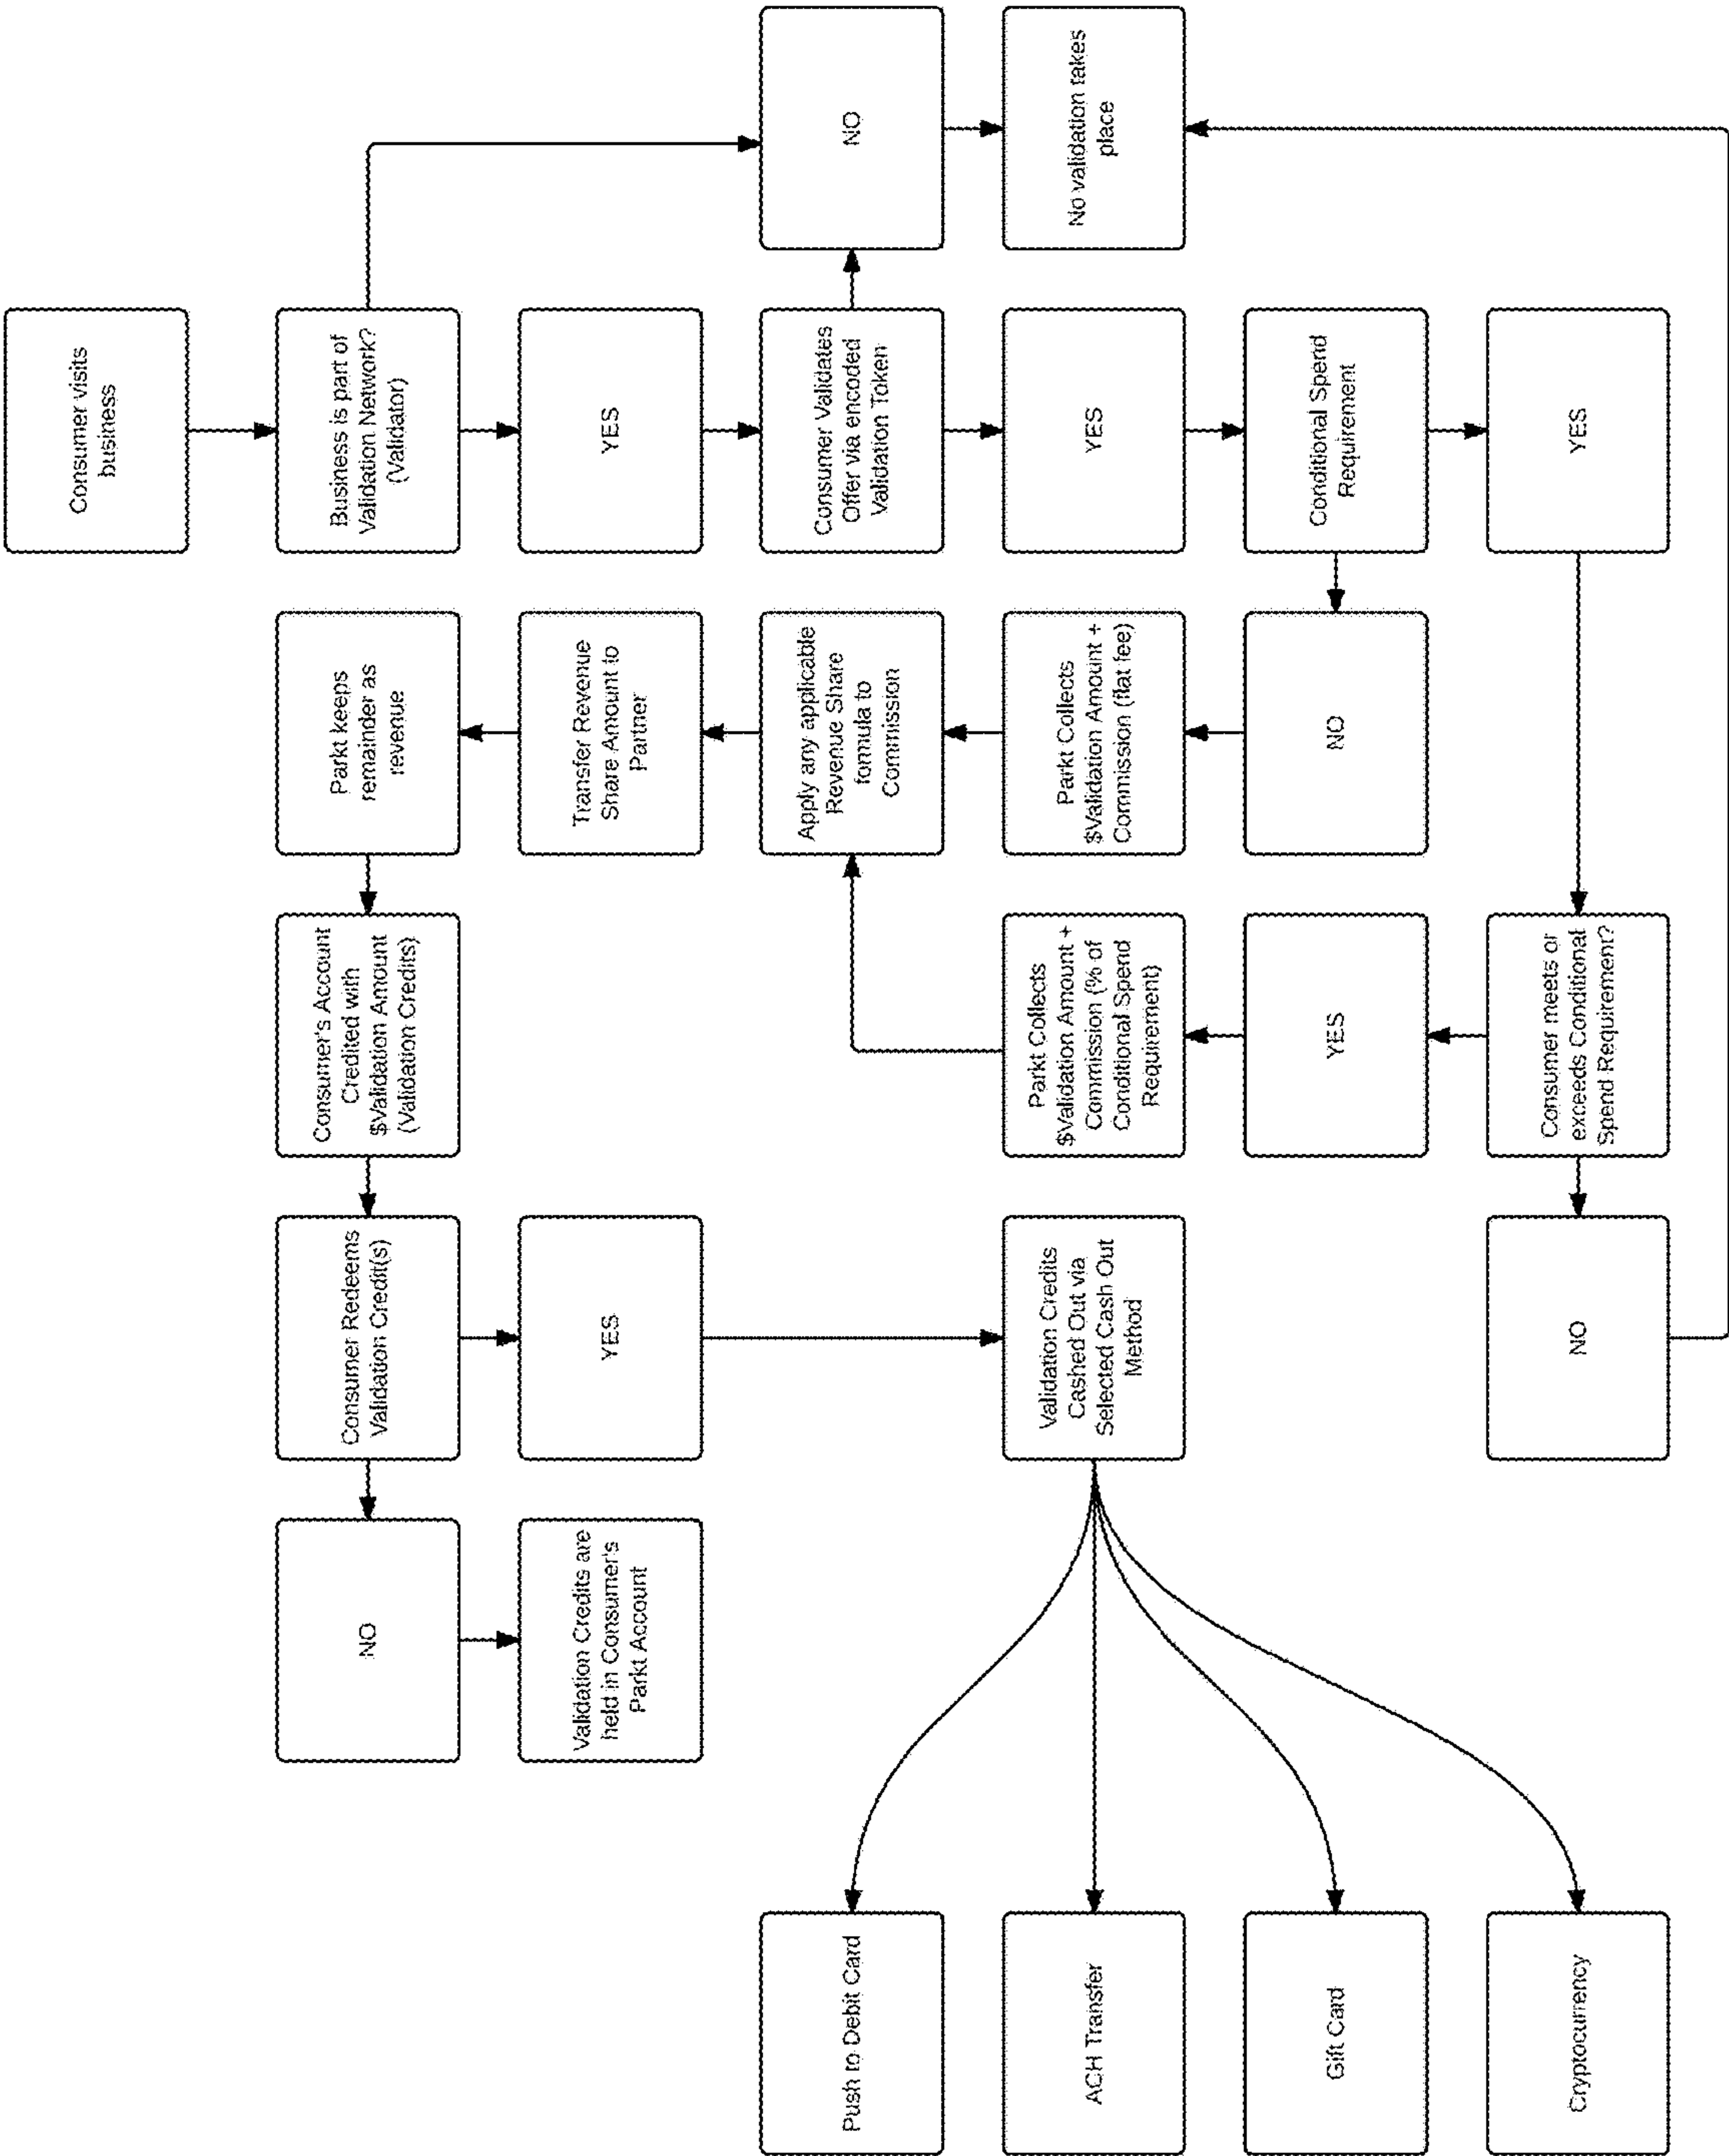 Consumer visits
business
Business is part of
Validation Network?
(Validator)
YES
Consumer Validates
Offer via encoded
Validation Token
NO
No validation takes
place
YES
Conditional Spend
Requirement
YES
NO
Parkt Collects
$Validation Amount +
Commission (flat fee)
Apply any applicable
Revenue Share
formula to
Commission
Transfer Revenue
Share Amount to
Partner
Parkt keeps
remainder as
revenue
Consumer meets or
exceeds Conditional
Spend Requirement?
YES
Parkt Collects
$Validation Amount +
Commission (% of
Conditional Spend
Requirement)
NO
Consumer's Account
Credited with
$Validation Amount
(Validation Credits)
Consumer Redeems
Validation Credit(s)
YES
Validation Credits
Cashed Out via
Selected Cash Out
Method
NO
Validation Credits are
held in Consumer's
Parkt Account
Push to Debit Card
ACH Transfer
Gift Card
Cryptocurrency